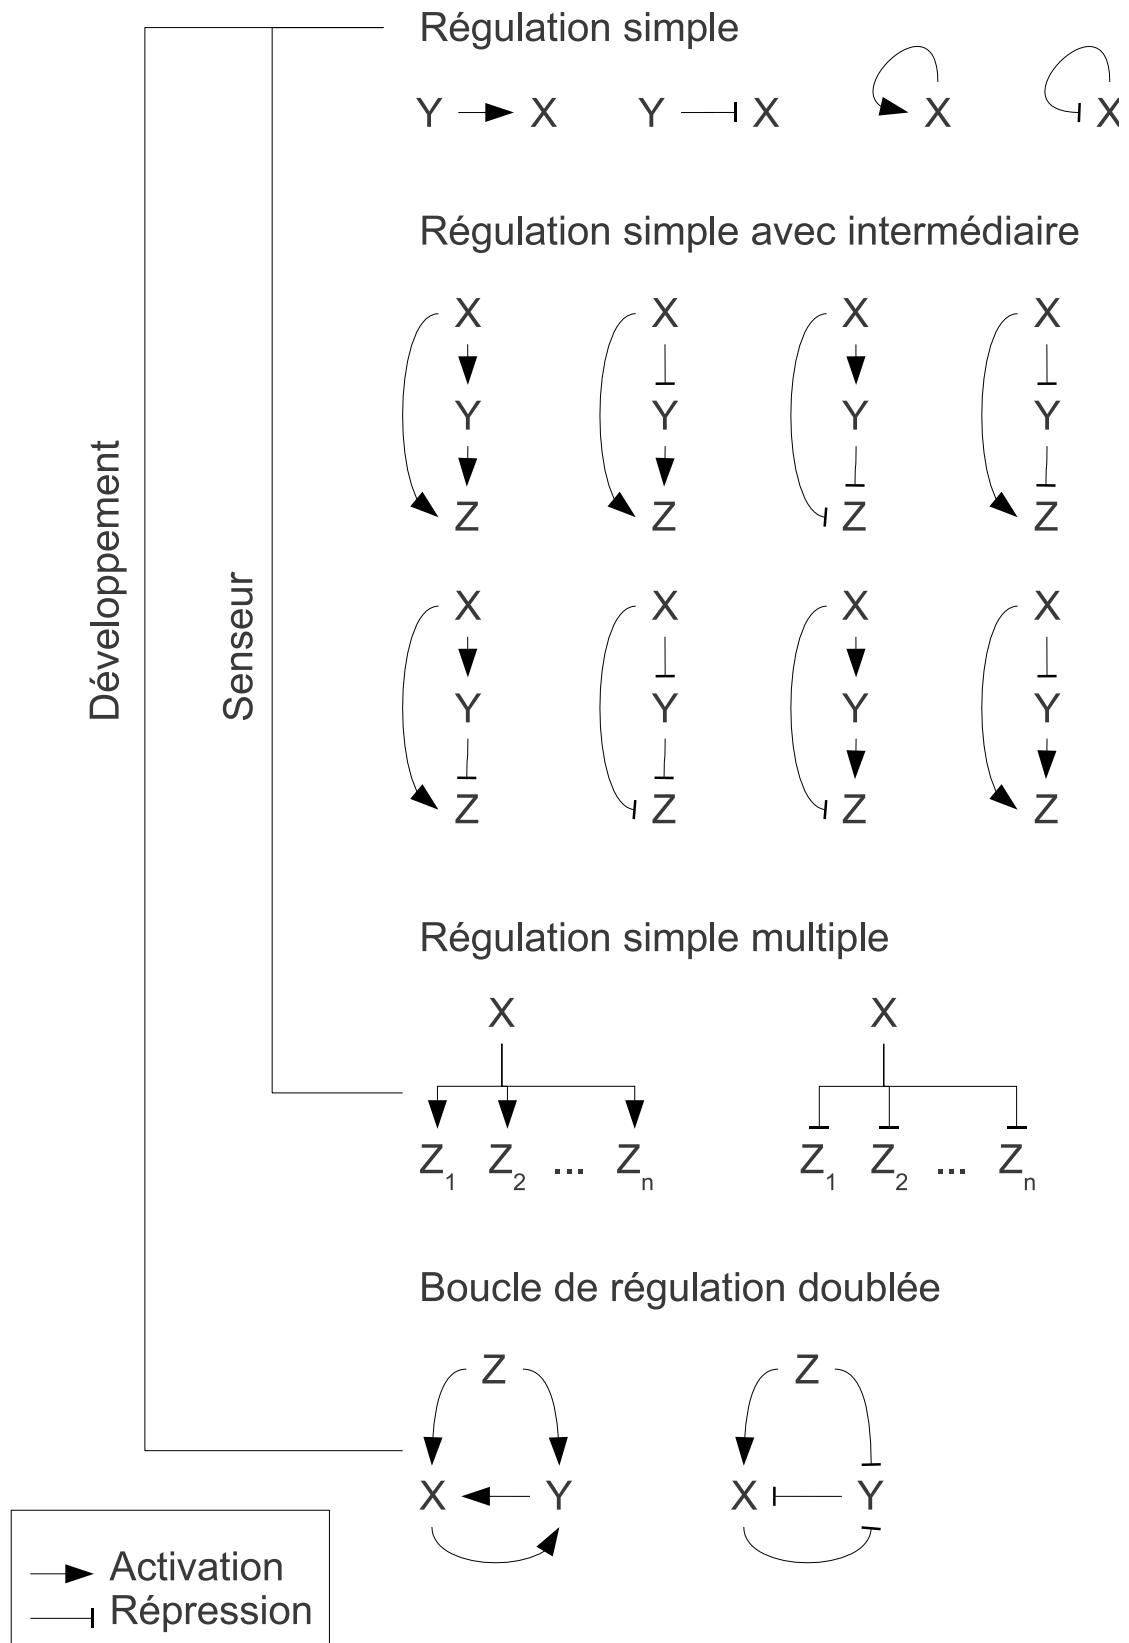 Régulation simple
Y X Y X X X
Régulation simple avec intermédiaire
X X X X
Y Y Y Y
Z Z Z Z
X X X X
Y Y Y Y
Z Z Z Z
Développement
Senseur
Régulation simple multiple
X X
Z1 Z2 ... Zn Z1 Z2 ... Zn
Boucle de régulation doublée
Z Z
X Y X Y
Activation
Répression